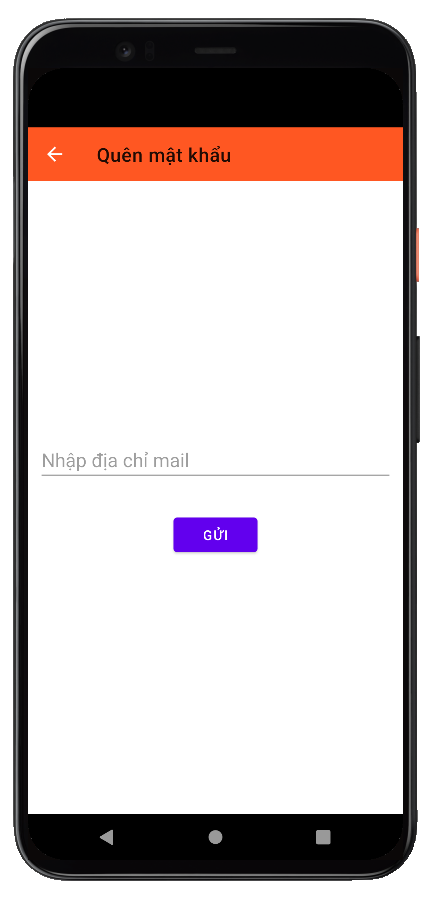 Quên mật khẩu
Nhập địa chỉ mail
GỬI